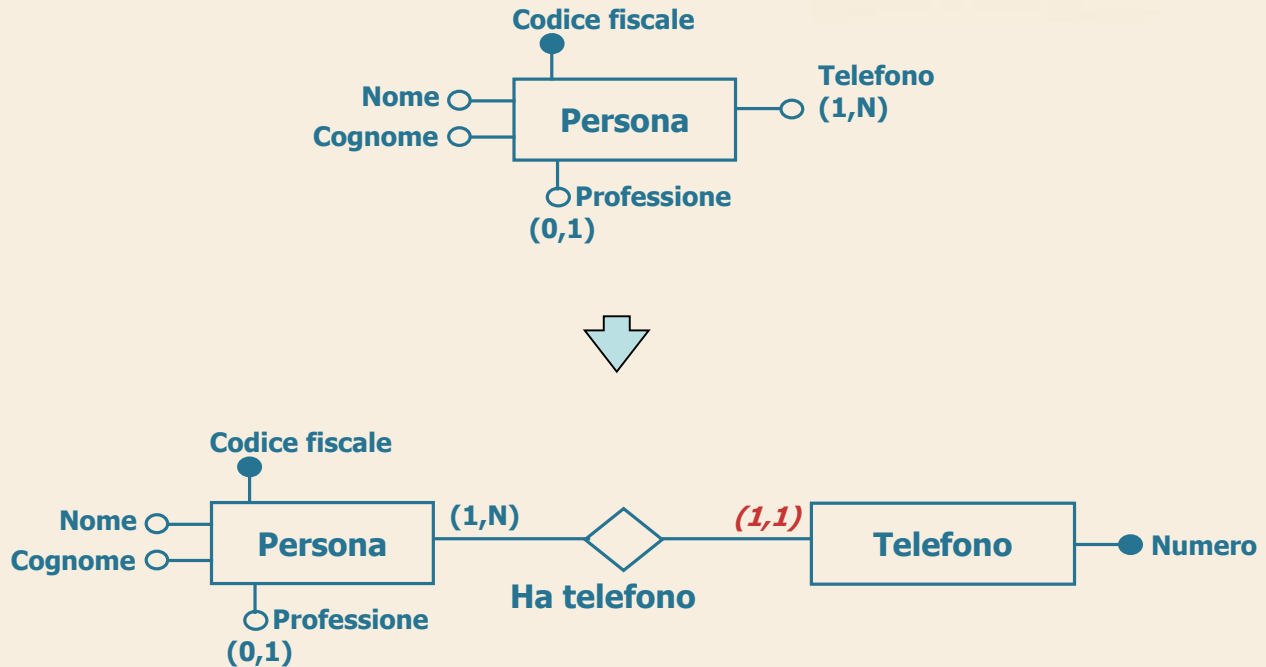 Codice fiscale
Telefono
(1,N)
Nome
Persona
Cognome
Professione
(0,1)
Codice fiscale
Nome
(1,N)
(1,1)
Persona
Telefono
Numero
Cognome
Ha telefono
Professione
(0,1)